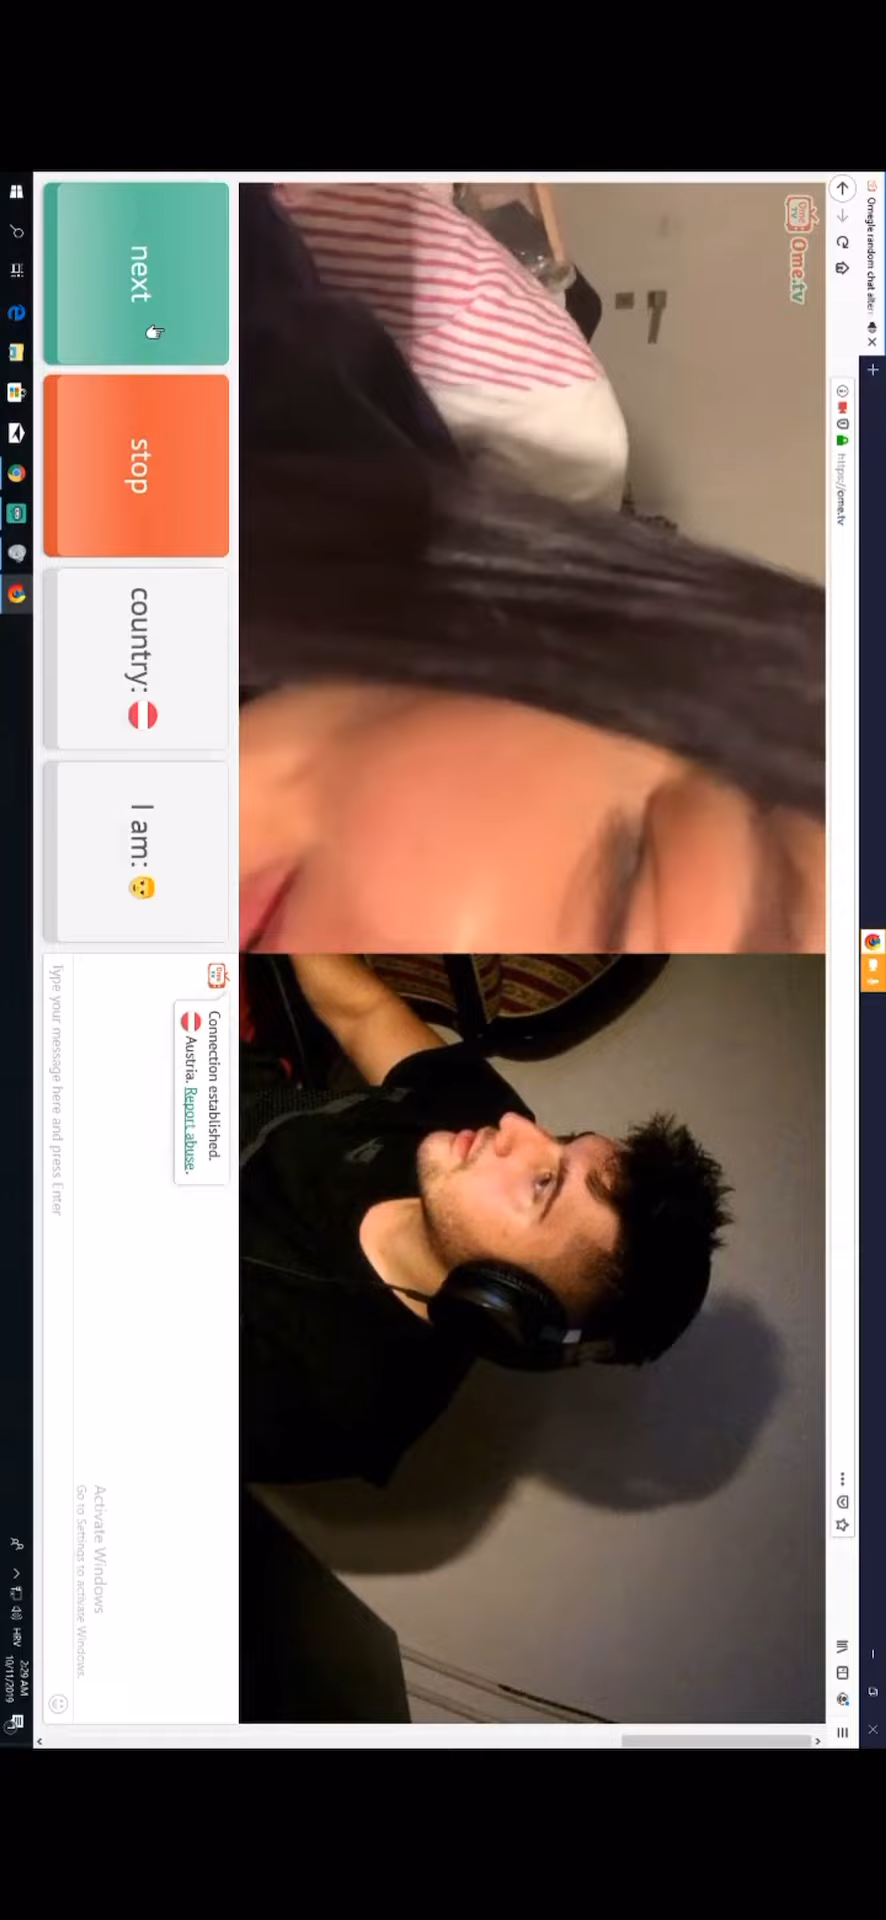 Omegle random chat alter
https://ome.tv
Ome.tv
next
stop
country:
I am:
Connection established.
Austria. Report abuse.
Type your message here and press Enter
Activate Windows
Go to Settings to activate Windows.
HRV
2:29 AM
10/11/2019